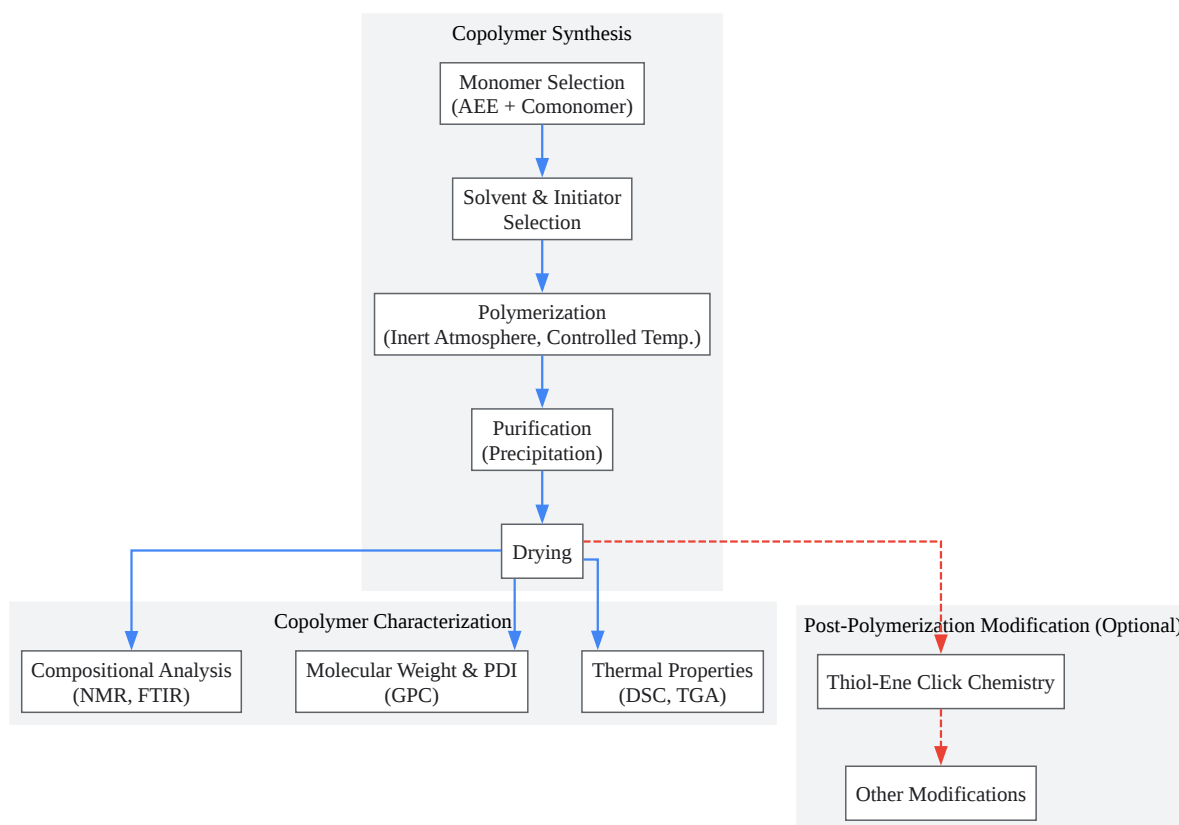 Copolymer Synthesis
Monomer Selection
(AEE + Comonomer)
Solvent & Initiator
Selection
Polymerization
(Inert Atmosphere, Controlled Temp.)
Purification
(Precipitation)
Drying
Copolymer Characterization
Compositional Analysis
(NMR, FTIR)
Molecular Weight & PDI
(GPC)
Thermal Properties
(DSC, TGA)
Post-Polymerization Modification (Optional)
Thiol-Ene Click Chemistry
Other Modifications